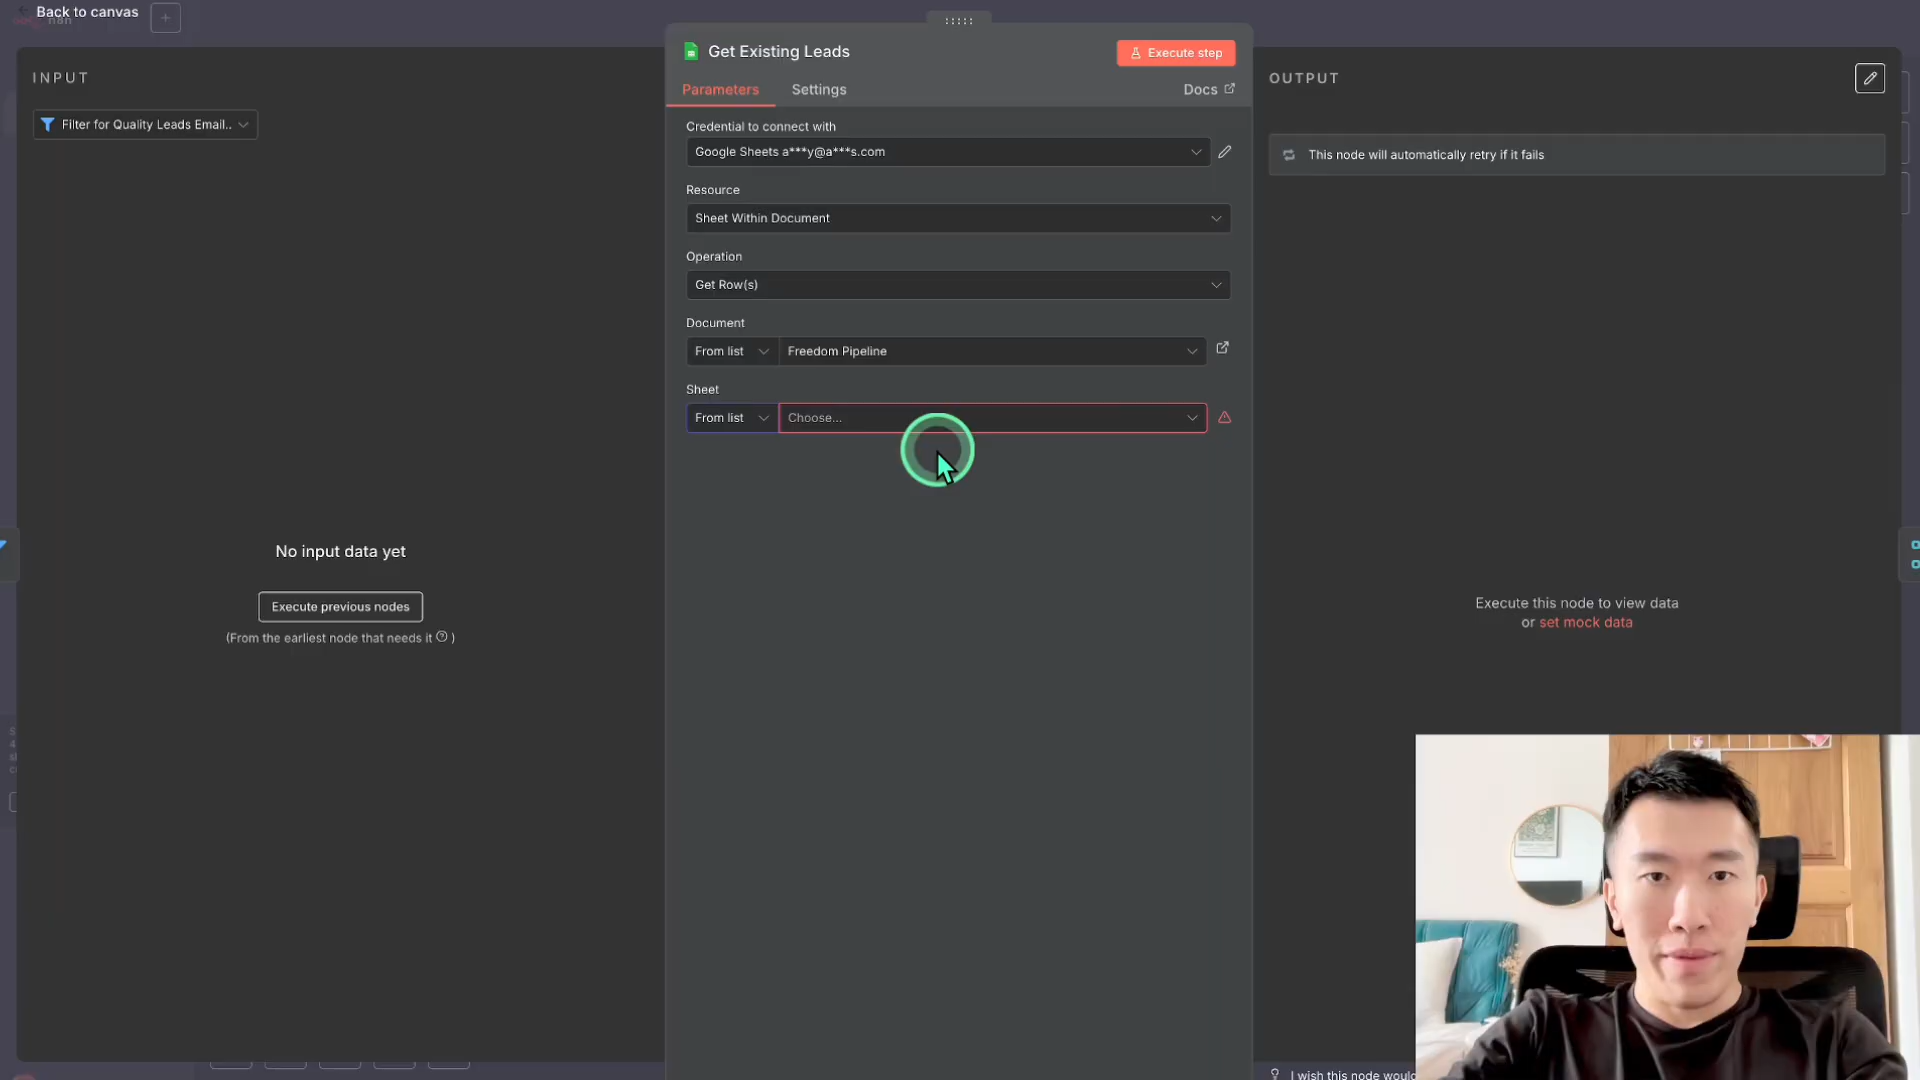 Back to canvas
n8n
INPUT
Filter for Quality Leads Email..
No input data yet
Execute previous nodes
(From the earliest node that needs it ? )
Get Existing Leads
Execute step
Parameters
Settings
Docs
Credential to connect with
Google Sheets a***y@a***s.com
Resource
Sheet Within Document
Operation
Get Row(s)
Document
From list
Freedom Pipeline
Sheet
From list
Choose...
OUTPUT
This node will automatically retry if it fails
Execute this node to view data
or set mock data
I wish this node would